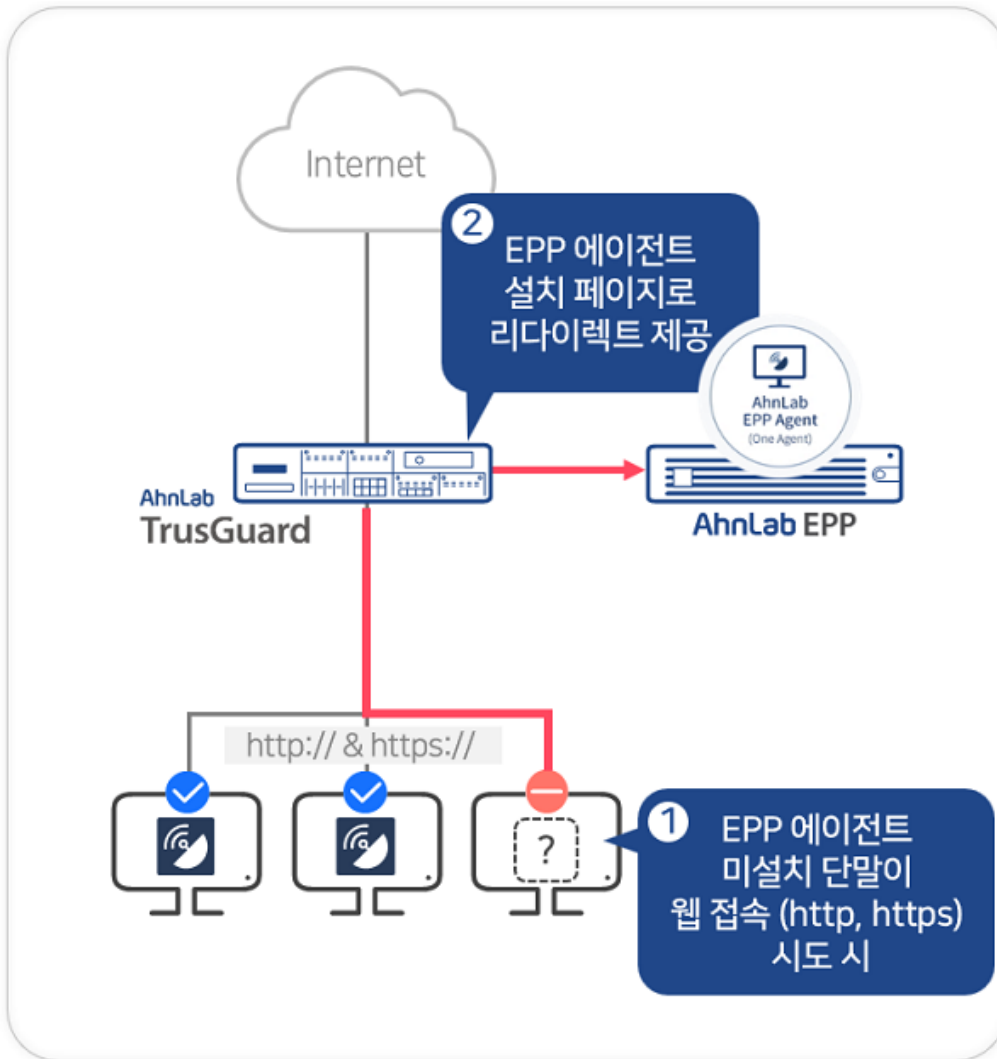 Internet
2
EPP 에이전트
설치 페이지로
리다이렉트 제공
AhnLab
EPP Agent
(One Agent)
AhnLab
TrusGuard
AhnLab EPP
http:// & https://
?
1
EPP 에이전트
미설치 단말이
웹 접속 (http, https)
시도 시